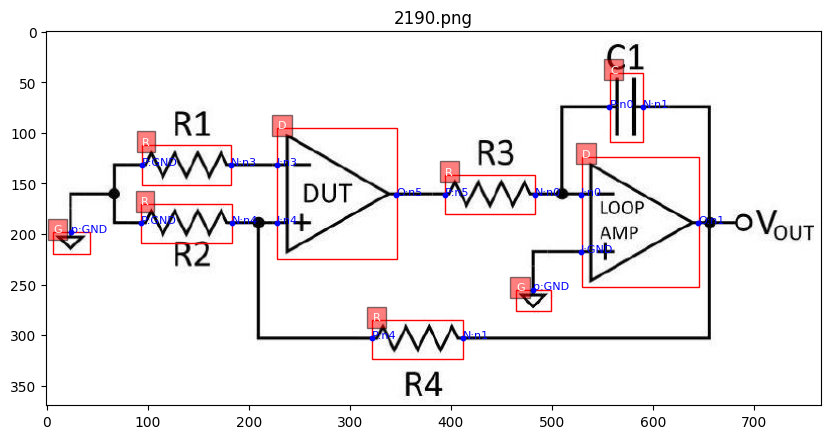 2190.png
C1
C
P:n0 N:n1
R1
D
R
P:GND N:n3 I:n3
R3
D
R
DUT
P:n5 N:n0 I:n0
O:n5
R
P:GND N:n4 I:n4
LOOP
AMP
O:n1
VOUT
G
p:GND
R2
I:GND
G
p:GND
R
P:n4 N:n1
R4
0
50
100
150
200
250
300
350
0 100 200 300 400 500 600 700